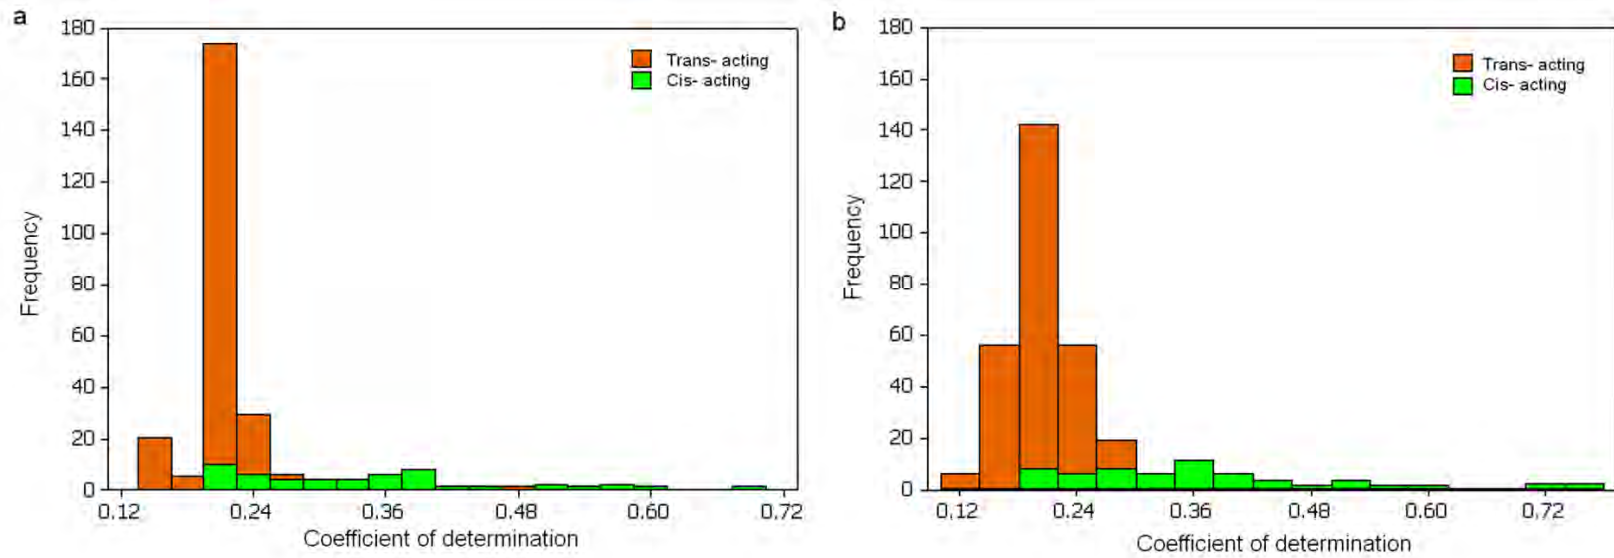 a
180
160
140
120
100
80
60
40
20
0
Frequency
Trans- acting
Cis- acting
0.12 0.24 0.36 0.48 0.60 0.72
Coefficient of determination
b
180
160
140
120
100
80
60
40
20
0
Frequency
Trans- acting
Cis- acting
0.12 0.24 0.36 0.48 0.60 0.72
Coefficient of determination